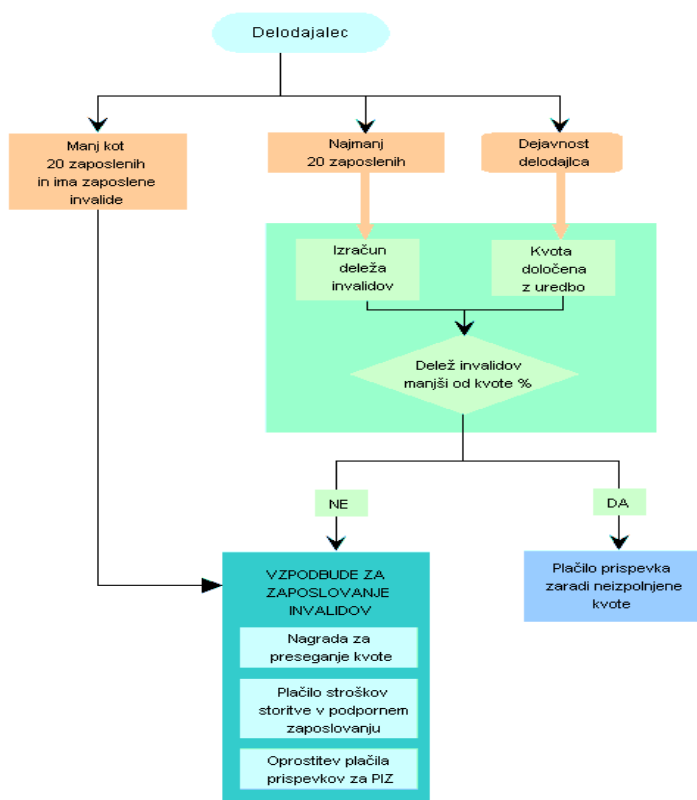 Delodajalec
Manj kot
20 zaposlenih
in ima zaposlene
invalide
Najmanj
20 zaposlenih
Dejavnost
delodajlca
Izračun
deleža
invalidov
Kvota
določena
z uredbo
Delež invalidov
manjši od kvote %
NE
DA
VZPODBUDE ZA
ZAPOSLOVANJE
INVALIDOV
Nagrada za
preseganje kvote
Plačilo stroškov
storitve v podpornem
zaposlovanju
Oprostitev plačila
prispevkov za PIZ
Plačilo prispevka
zaradi neizpolnjene
kvote